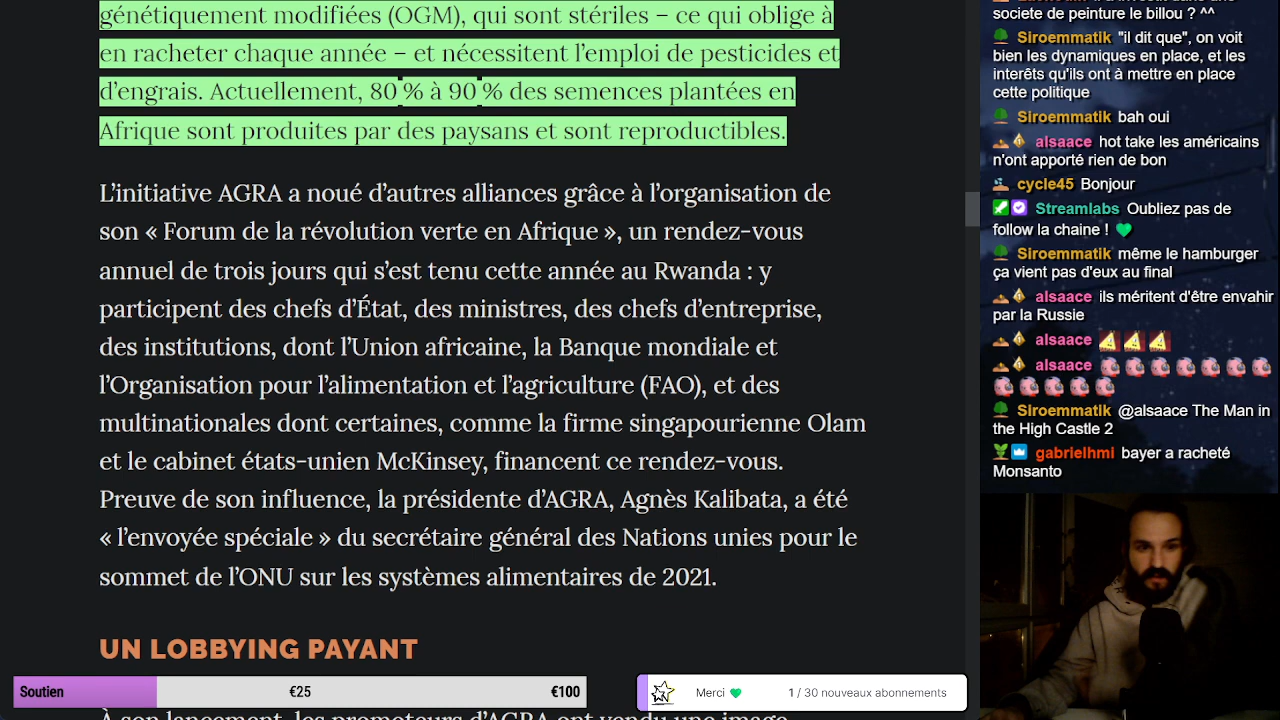 génétiquement modifiées (OGM), qui sont stériles – ce qui oblige à
en racheter chaque année – et nécessitent l'emploi de pesticides et
d'engrais. Actuellement, 80 % à 90 % des semences plantées en
Afrique sont produites par des paysans et sont reproductibles.
L'initiative AGRA a noué d'autres alliances grâce à l'organisation de
son « Forum de la révolution verte en Afrique », un rendez-vous
annuel de trois jours qui s'est tenu cette année au Rwanda : y
participent des chefs d'État, des ministres, des chefs d'entreprise,
des institutions, dont l'Union africaine, la Banque mondiale et
l'Organisation pour l'alimentation et l'agriculture (FAO), et des
multinationales dont certaines, comme la firme singapourienne Olam
et le cabinet états-unien McKinsey, financent ce rendez-vous.
Preuve de son influence, la présidente d'AGRA, Agnès Kalibata, a été
« l'envoyée spéciale » du secrétaire général des Nations unies pour le
sommet de l'ONU sur les systèmes alimentaires de 2021.
UN LOBBYING PAYANT
À son lancement, les promoteurs d'AGRA ont vendu une image
Soutien €25 €100
Merci 1 / 30 nouveaux abonnements
societe de peinture le billou ? ^^
Siroemmatik "il dit que", on voit
bien les dynamiques en place, et les
interêts qu'ils ont à mettre en place
cette politique
Siroemmatik bah oui
alsaace hot take les américains
n'ont apporté rien de bon
cycle45 Bonjour
Streamlabs Oubliez pas de
follow la chaine !
Siroemmatik même le hamburger
ça vient pas d'eux au final
alsaace ils méritent d'être envahir
par la Russie
alsaace
alsaace
Siroemmatik @alsaace The Man in
the High Castle 2
gabrielhmi bayer a racheté
Monsanto